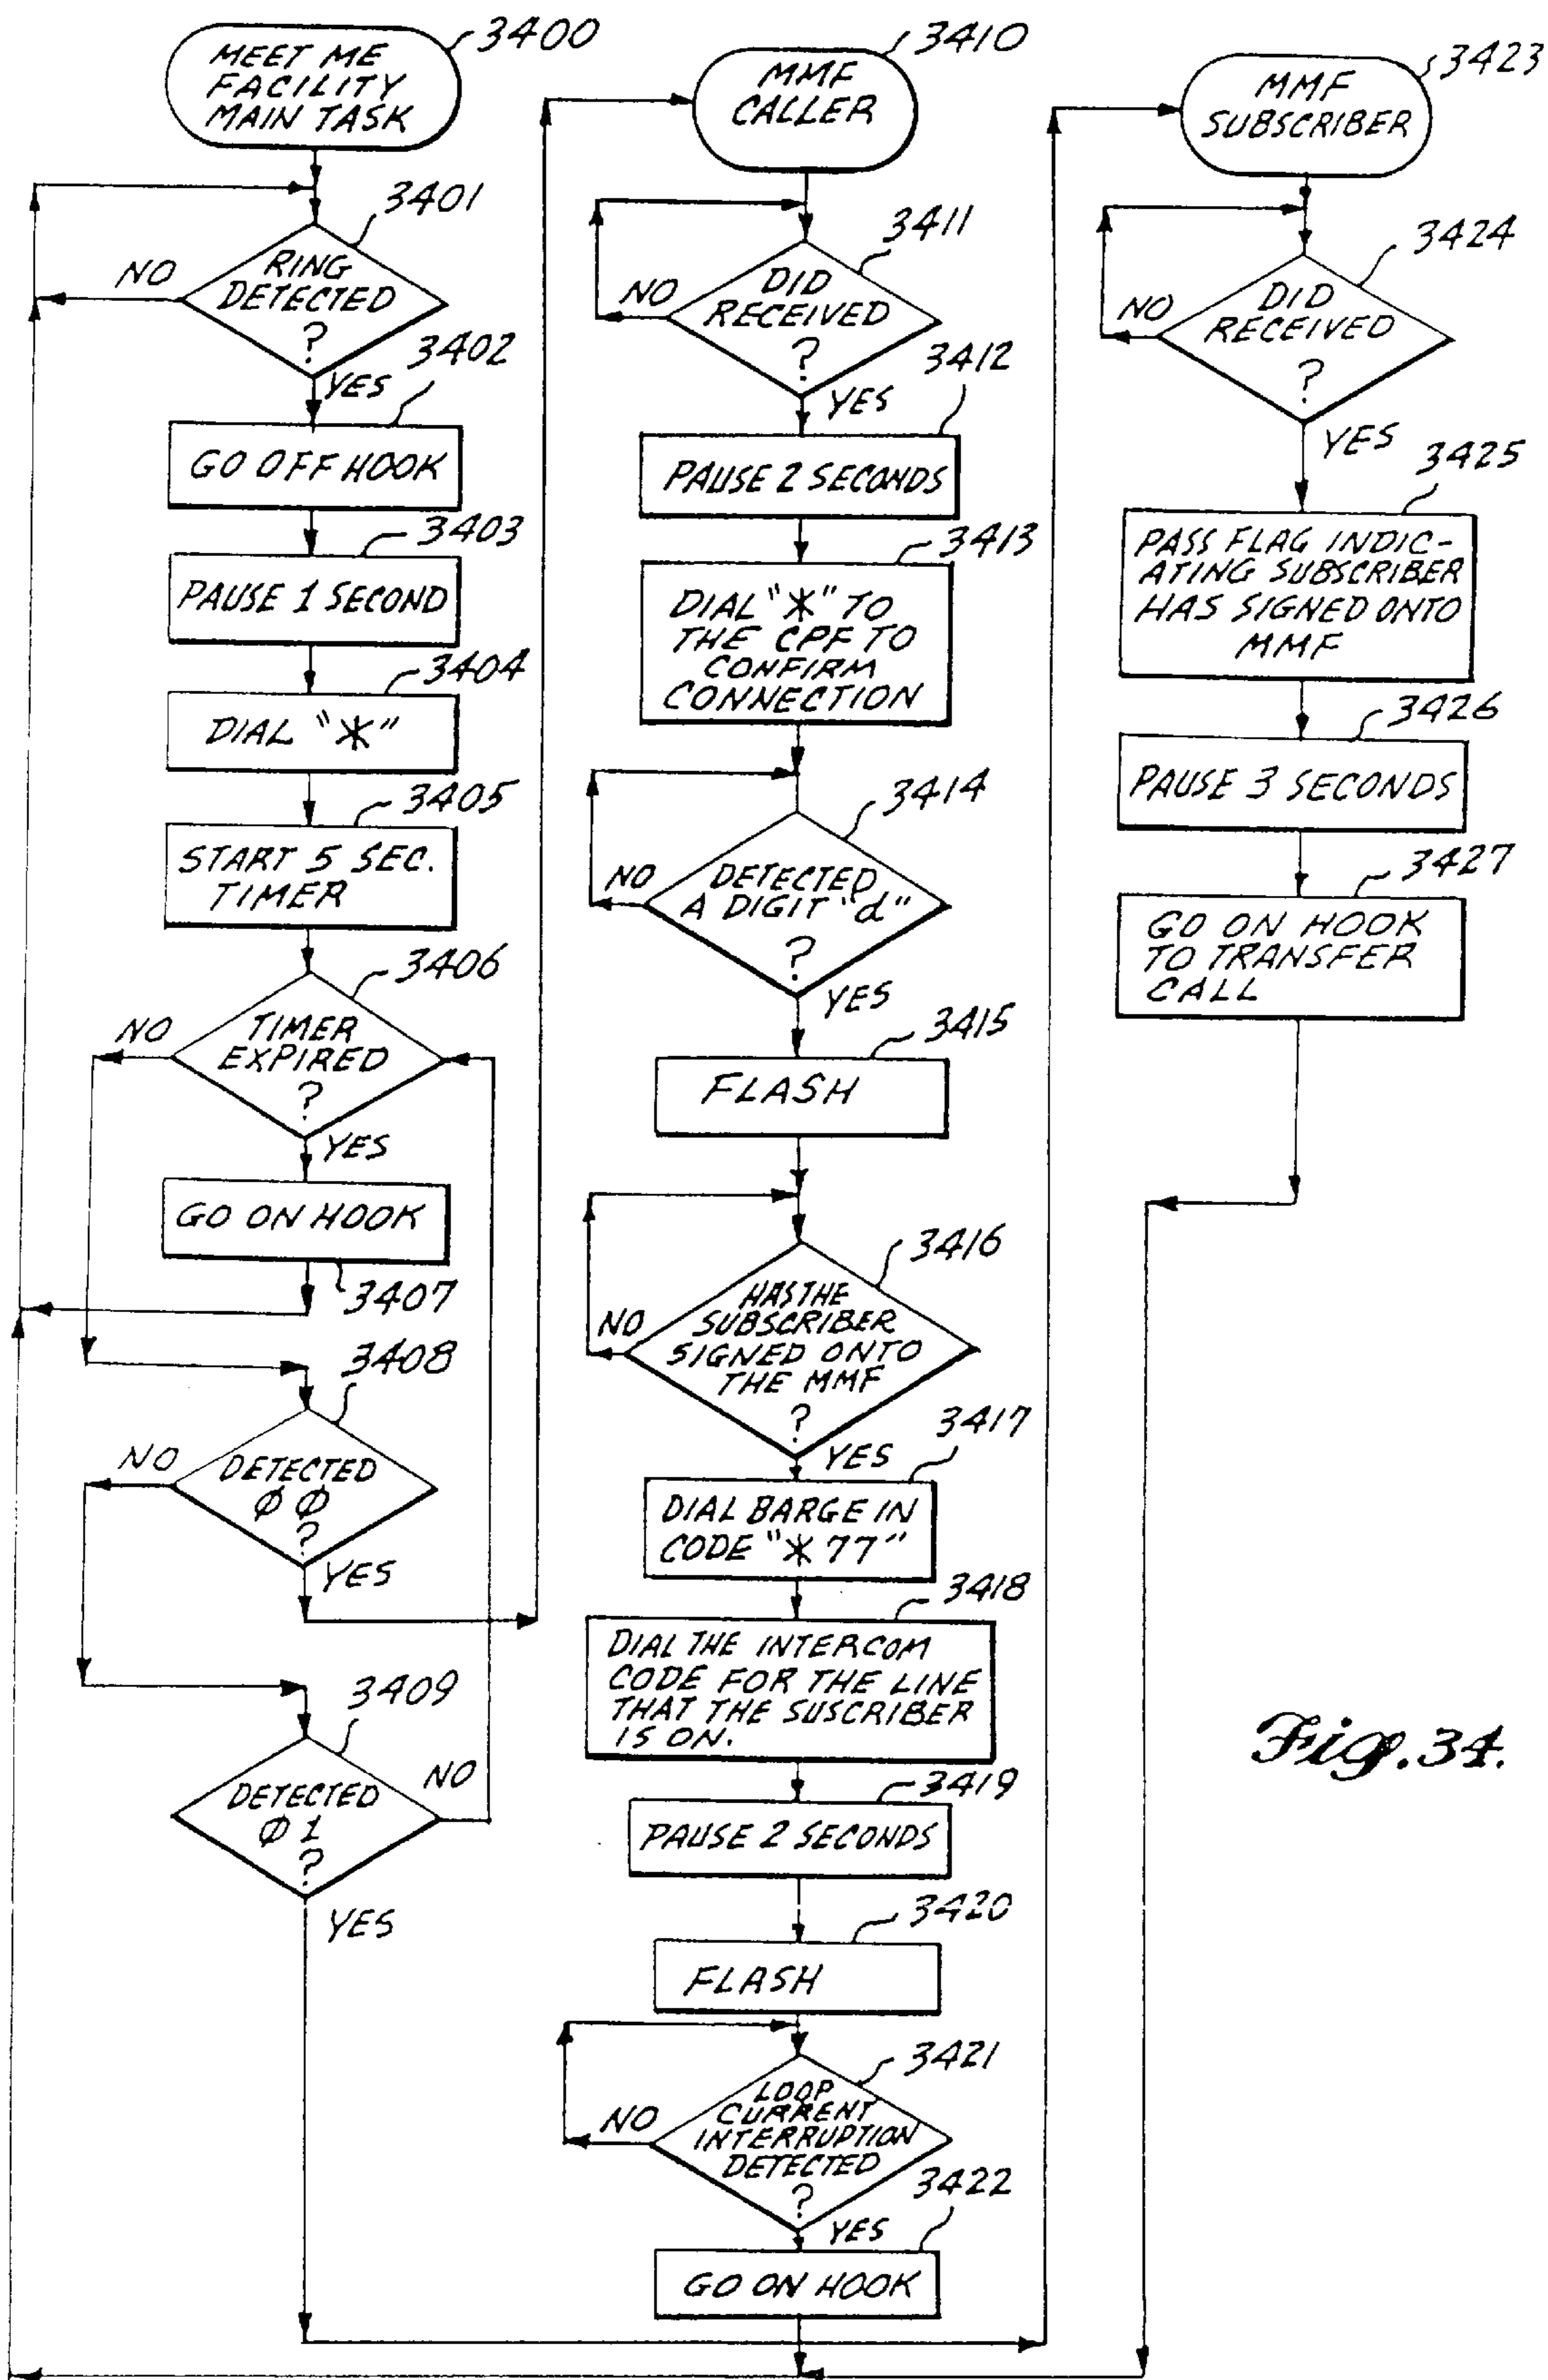 3400
MEET ME
FACILITY
MAIN TASK
3401
RING
DETECTED
?
NO
YES
3402
GO OFF HOOK
3403
PAUSE 1 SECOND
3404
DIAL "*"
3405
START 5 SEC.
TIMER
3406
TIMER
EXPIRED
?
NO
YES
GO ON HOOK
3407
3408
DETECTED
ØØ
?
NO
YES
3409
DETECTED
Ø1
?
NO
YES
3410
MMF
CALLER
3411
DID
RECEIVED
?
NO
YES
3412
PAUSE 2 SECONDS
3413
DIAL "*" TO
THE CPF TO
CONFIRM
CONNECTION
3414
DETECTED
A DIGIT "d"
?
NO
YES
3415
FLASH
3416
HAS THE
SUBSCRIBER
SIGNED ONTO
THE MMF
?
NO
YES
3417
DIAL BARGE IN
CODE "*77"
3418
DIAL THE INTERCOM
CODE FOR THE LINE
THAT THE SUSCRIBER
IS ON.
3419
PAUSE 2 SECONDS
3420
FLASH
3421
LOOP
CURRENT
INTERRUPTION
DETECTED
?
NO
YES
3422
GO ON HOOK
3423
MMF
SUBSCRIBER
3424
DID
RECEIVED
?
NO
YES
3425
PASS FLAG INDIC-
ATING SUBSCRIBER
HAS SIGNED ONTO
MMF
3426
PAUSE 3 SECONDS
3427
GO ON HOOK
TO TRANSFER
CALL
Fig. 34.